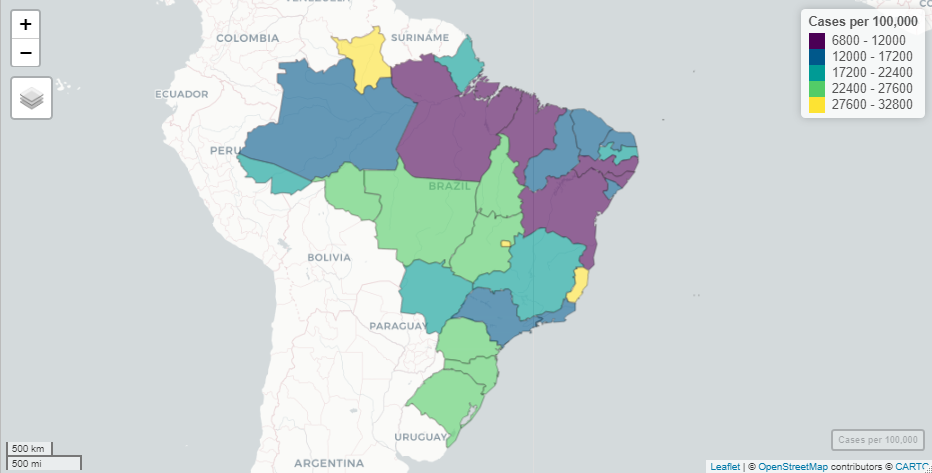 VENEZUELA
+
−
COLOMBIA
SURINAME
ECUADOR
PERU
BRAZIL
BOLIVIA
PARAGUAY
URUGUAY
ARGENTINA
Cases per 100,000
6800 - 12000
12000 - 17200
17200 - 22400
22400 - 27600
27600 - 32800
500 km
500 mi
Cases per 100,000
Leaflet | © OpenStreetMap contributors © CARTO